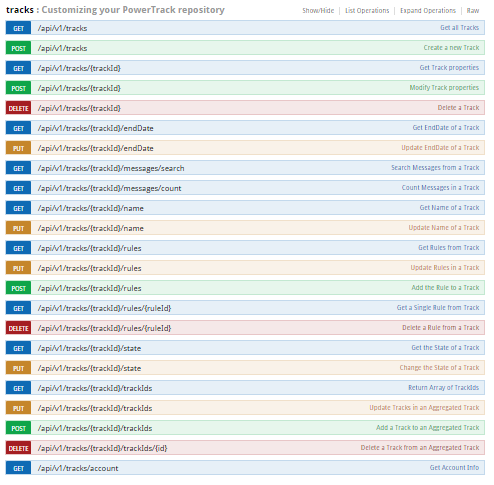 tracks : Customizing your PowerTrack repository Show/Hide | List Operations | Expand Operations | Raw
GET /api/v1/tracks Get all Tracks
POST /api/v1/tracks Create a new Track
GET /api/v1/tracks/{trackId} Get Track properties
POST /api/v1/tracks/{trackId} Modify Track properties
DELETE /api/v1/tracks/{trackId} Delete a Track
GET /api/v1/tracks/{trackId}/endDate Get EndDate of a Track
PUT /api/v1/tracks/{trackId}/endDate Update EndDate of a Track
GET /api/v1/tracks/{trackId}/messages/search Search Messages from a Track
GET /api/v1/tracks/{trackId}/messages/count Count Messages in a Track
GET /api/v1/tracks/{trackId}/name Get Name of a Track
PUT /api/v1/tracks/{trackId}/name Update Name of a Track
GET /api/v1/tracks/{trackId}/rules Get Rules from Track
PUT /api/v1/tracks/{trackId}/rules Update Rules in a Track
POST /api/v1/tracks/{trackId}/rules Add the Rule to a Track
GET /api/v1/tracks/{trackId}/rules/{ruleId} Get a Single Rule from Track
DELETE /api/v1/tracks/{trackId}/rules/{ruleId} Delete a Rule from a Track
GET /api/v1/tracks/{trackId}/state Get the State of a Track
PUT /api/v1/tracks/{trackId}/state Change the State of a Track
GET /api/v1/tracks/{trackId}/trackIds Return Array of TrackIds
PUT /api/v1/tracks/{trackId}/trackIds Update Tracks in an Aggregated Track
POST /api/v1/tracks/{trackId}/trackIds Add a Track to an Aggregated Track
DELETE /api/v1/tracks/{trackId}/trackIds/{id} Delete a Track from an Aggregated Track
GET /api/v1/tracks/account Get Account Info